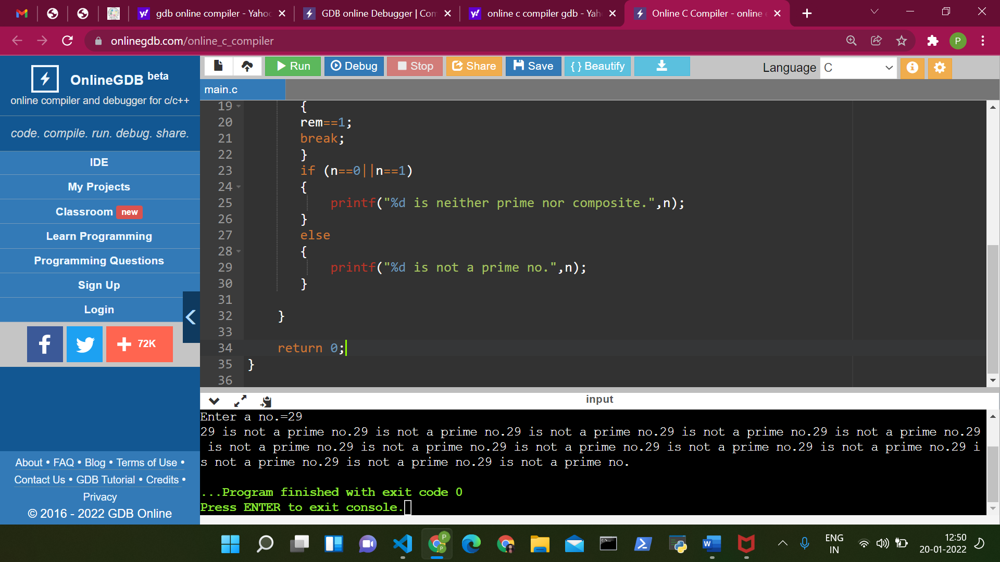 gdb online compiler - Yahoo
GDB online Debugger | Com
online c compiler gdb - Yah
Online C Compiler - online e
onlinegdb.com/online_c_compiler
P
OnlineGDB beta
online compiler and debugger for c/c++
code. compile. run. debug. share.
IDE
My Projects
Classroom new
Learn Programming
Programming Questions
Sign Up
Login
72K
About • FAQ • Blog • Terms of Use •
Contact Us • GDB Tutorial • Credits •
Privacy
© 2016 - 2022 GDB Online
Run
Debug
Stop
Share
Save
{ } Beautify
Language C
main.c
19 {
20 rem==1;
21 break;
22 }
23 if (n==0||n==1)
24 {
25 printf("%d is neither prime nor composite.",n);
26 }
27 else
28 {
29 printf("%d is not a prime no.",n);
30 }
31
32 }
33
34 return 0;
35 }
36
input
Enter a no.=29
29 is not a prime no.29 is not a prime no.29 is not a prime no.29 is not a prime no.29 is not a prime no.29
is not a prime no.29 is not a prime no.29 is not a prime no.29 is not a prime no.29 is not a prime no.29 i
s not a prime no.29 is not a prime no.29 is not a prime no.
...Program finished with exit code 0
Press ENTER to exit console.
ENG
IN
12:50
20-01-2022